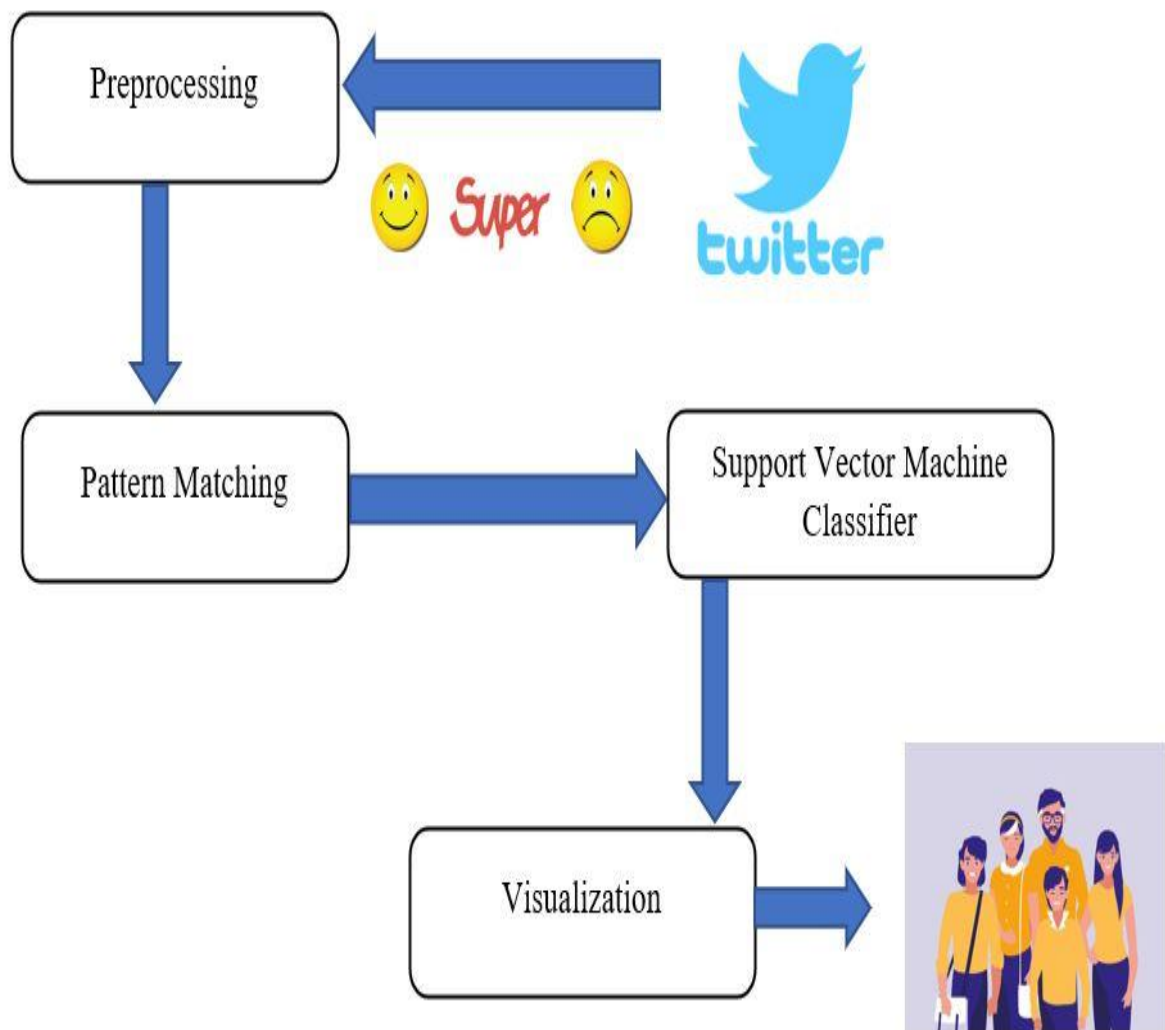 Preprocessing
Super
twitter
Pattern Matching
Support Vector Machine
Classifier
Visualization